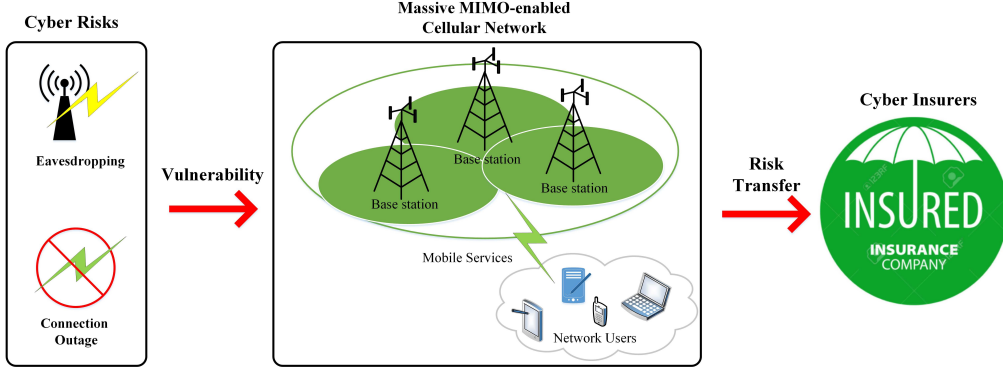 Cyber Risks
Eavesdropping
Connection
Outage
Vulnerability
Massive MIMO-enabled
Cellular Network
Base station
Base station
Base station
Mobile Services
Network Users
Risk
Transfer
Cyber Insurers
INSURED
INSURANCE
COMPANY